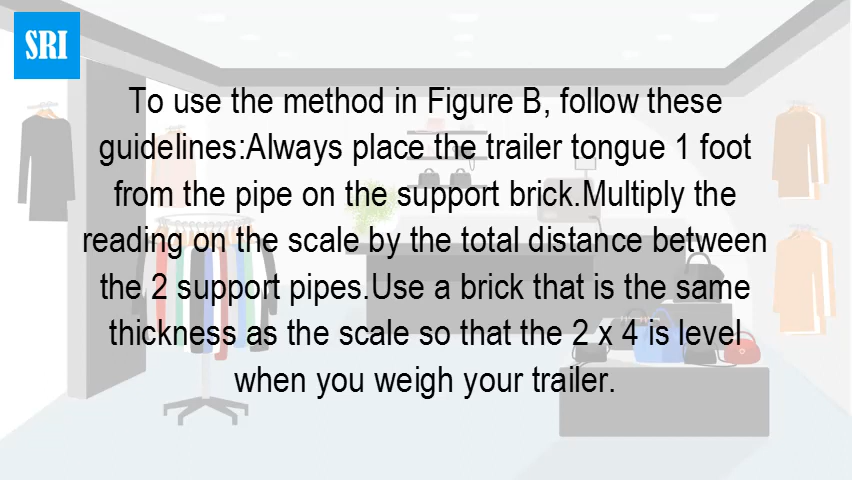 SRI
To use the method in Figure B, follow these
guidelines:Always place the trailer tongue 1 foot
from the pipe on the support brick.Multiply the
reading on the scale by the total distance between
the 2 support pipes.Use a brick that is the same
thickness as the scale so that the 2 x 4 is level
when you weigh your trailer.